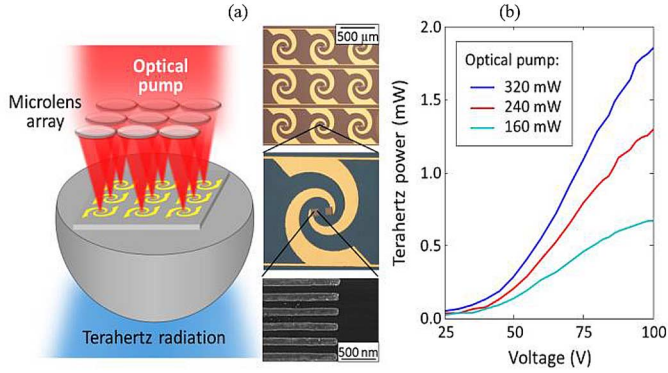 (a)
Optical
pump
Microlens
array
Terahertz radiation
500 µm
500 nm
(b)
Terahertz power (mW)
2.0
1.5
1.0
0.5
0.0
Optical pump:
320 mW
240 mW
160 mW
25
50
75
100
Voltage (V)